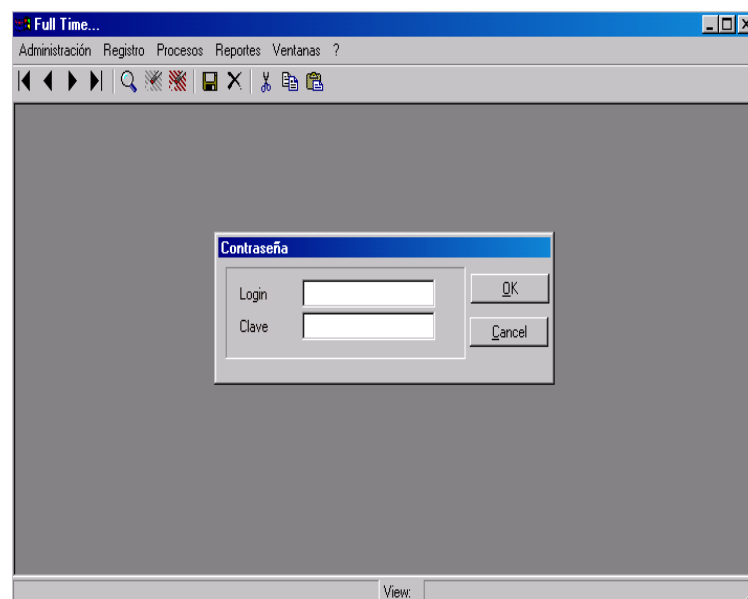 Full Time...
Administración Registro Procesos Reportes Ventanas ?
Contraseña
Login
OK
Clave
Cancel
View: